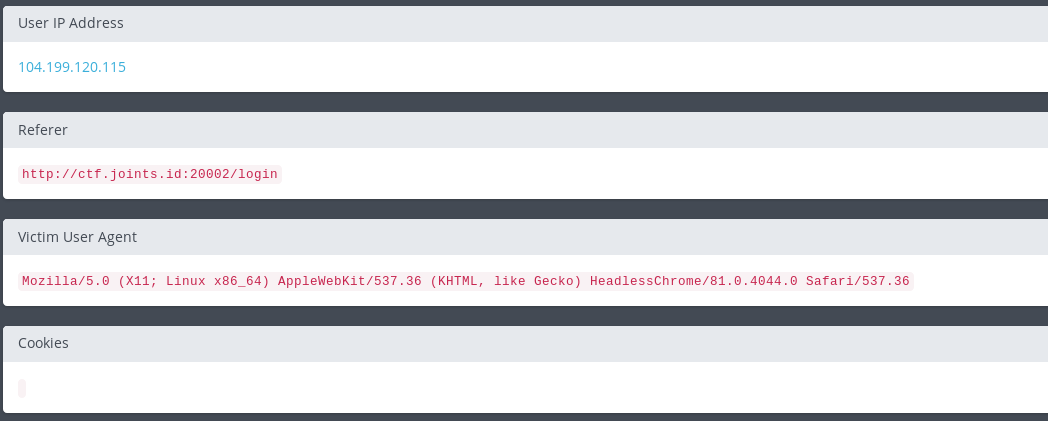 User IP Address
104.199.120.115
Referer
http://ctf.joints.id:20002/login
Victim User Agent
Mozilla/5.0 (X11; Linux x86_64) AppleWebKit/537.36 (KHTML, like Gecko) HeadlessChrome/81.0.4044.0 Safari/537.36
Cookies